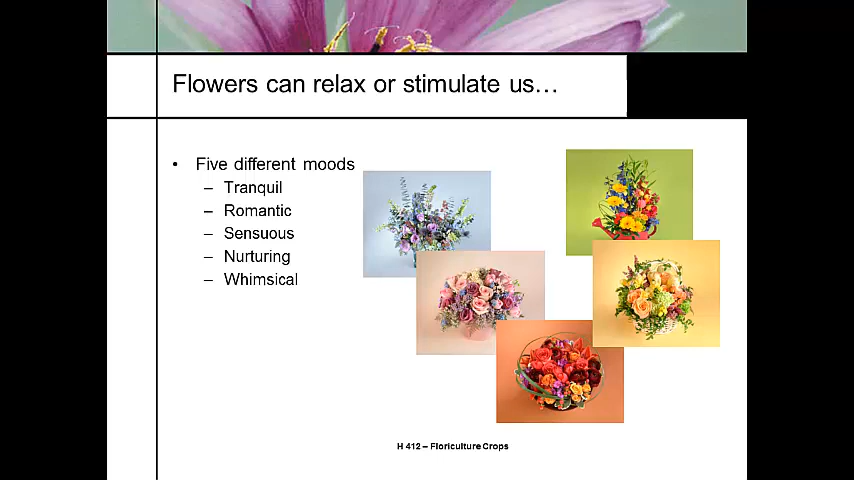 Flowers can relax or stimulate us…
• Five different moods
– Tranquil
– Romantic
– Sensuous
– Nurturing
– Whimsical
H 412 – Floriculture Crops